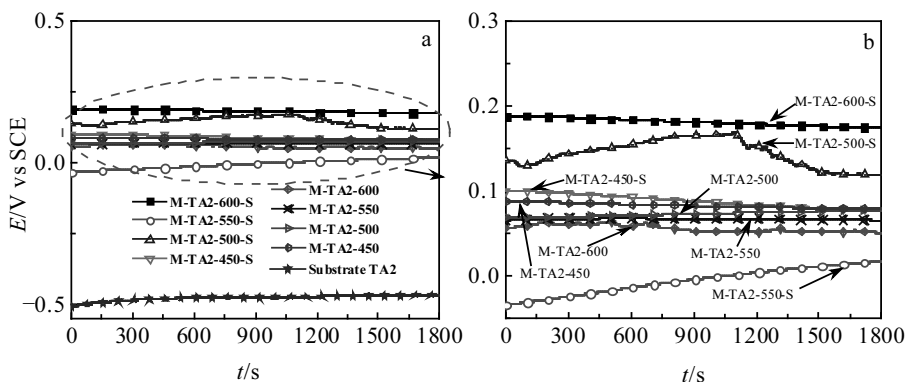 a
E/V vs SCE
0.5
0.0
−0.5
M-TA2-600-S
M-TA2-550-S
M-TA2-500-S
M-TA2-450-S
M-TA2-600
M-TA2-550
M-TA2-500
M-TA2-450
Substrate TA2
0 300 600 900 1200 1500 1800
t/s
b
0.3
0.2
0.1
0.0
M-TA2-600-S
M-TA2-500-S
M-TA2-450-S
M-TA2-500
M-TA2-600
M-TA2-550
M-TA2-450
M-TA2-550-S
0 300 600 900 1200 1500 1800
t/s